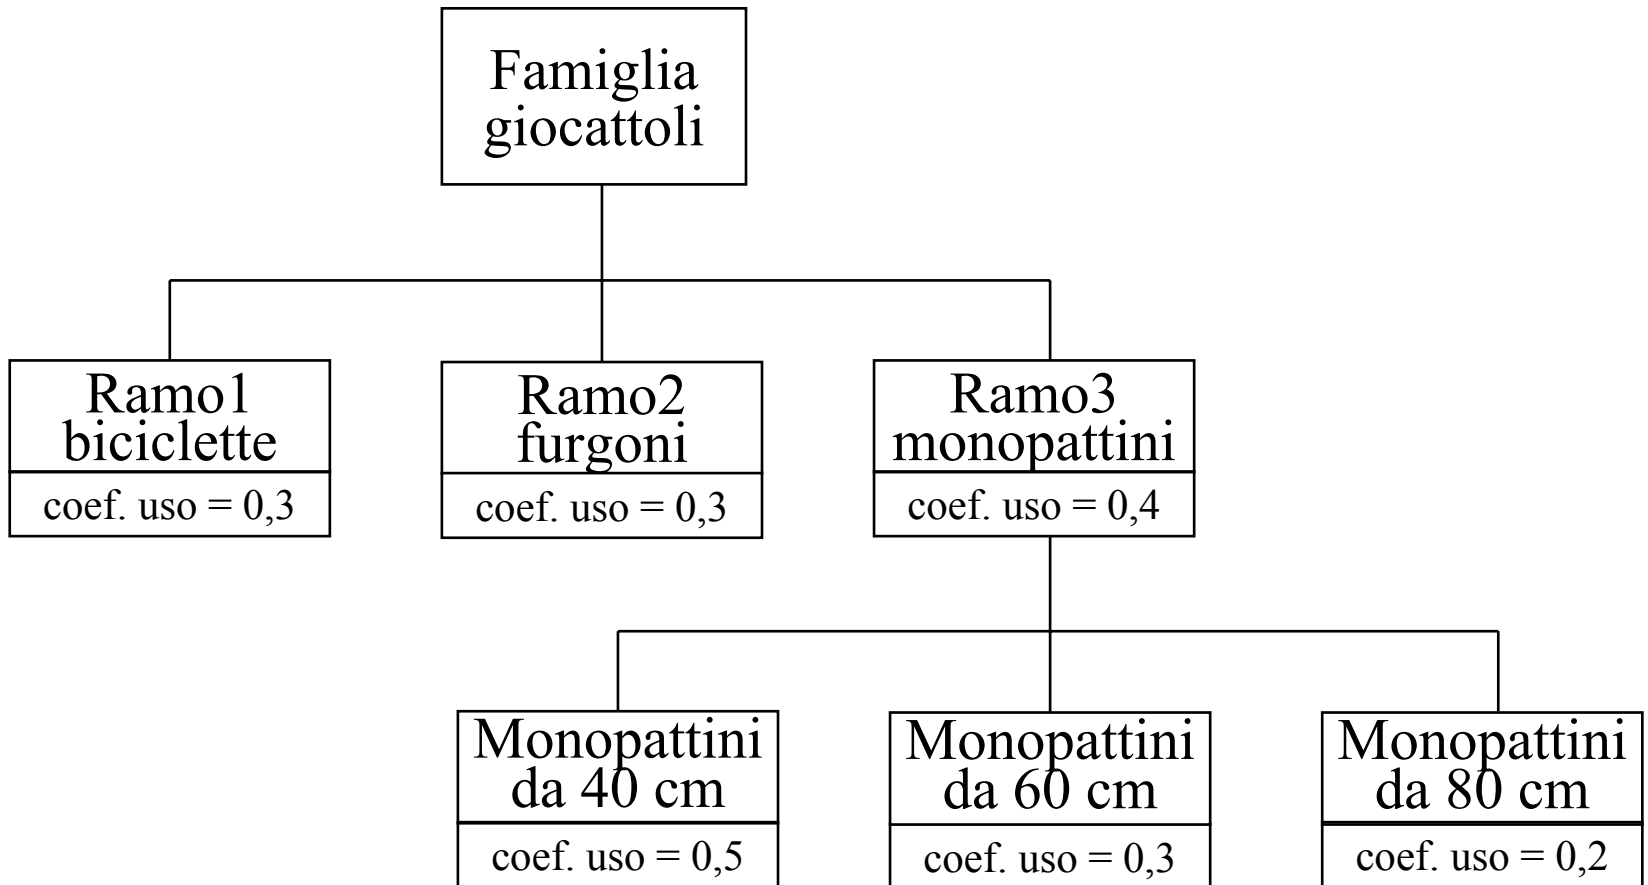 Famiglia
giocattoli
Ramo1
biciclette
coef. uso = 0,3
Ramo2
furgoni
coef. uso = 0,3
Ramo3
monopattini
coef. uso = 0,4
Monopattini
da 40 cm
coef. uso = 0,5
Monopattini
da 60 cm
coef. uso = 0,3
Monopattini
da 80 cm
coef. uso = 0,2